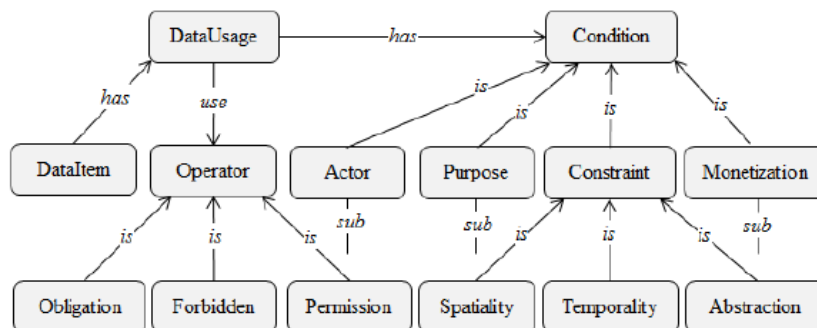 DataUsage
has
Condition
has
use
is
is
is
is
DataItem
Operator
Actor
Purpose
Constraint
Monetization
is
is
is
sub
sub
is
is
is
sub
Obligation
Forbidden
Permission
Spatiality
Temporality
Abstraction